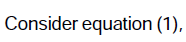 Consider equation (1),